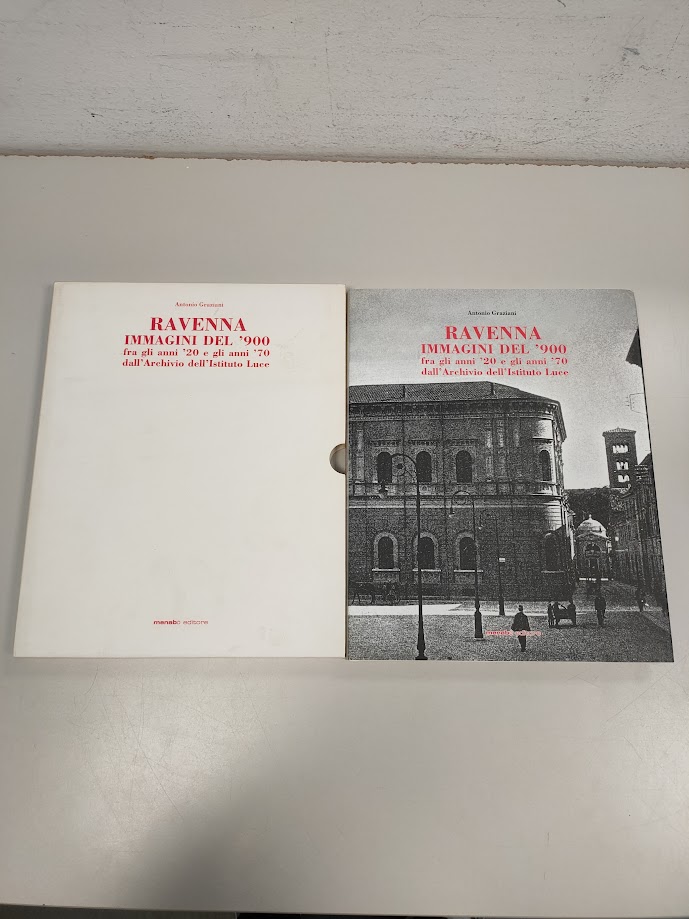 Antonio Graziani
RAVENNA
IMMAGINI DEL '900
fra gli anni '20 e gli anni '70
dall'Archivio dell'Istituto Luce
manabò editore
Antonio Graziani
RAVENNA
IMMAGINI DEL '900
fra gli anni '20 e gli anni '70
dall'Archivio dell'Istituto Luce